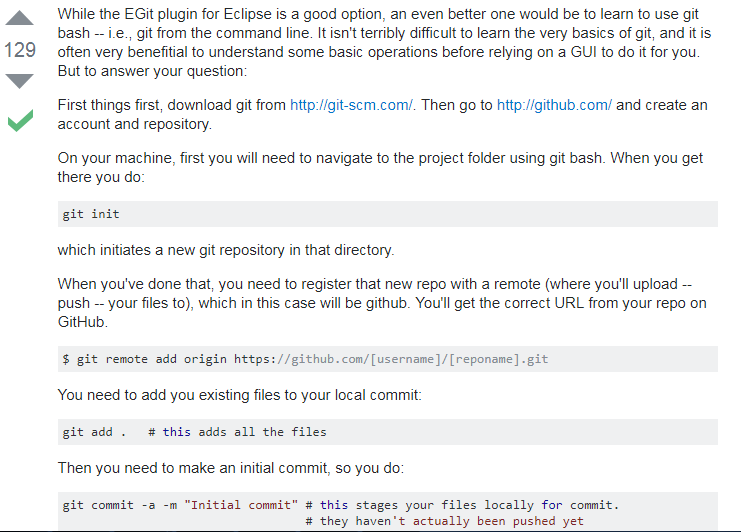 While the EGit plugin for Eclipse is a good option, an even better one would be to learn to use git
bash -- i.e., git from the command line. It isn't terribly difficult to learn the very basics of git, and it is
often very benefitial to understand some basic operations before relying on a GUI to do it for you.
But to answer your question:
129
First things first, download git from http://git-scm.com/. Then go to http://github.com/ and create an
account and repository.
On your machine, first you will need to navigate to the project folder using git bash. When you get
there you do:
git init
which initiates a new git repository in that directory.
When you've done that, you need to register that new repo with a remote (where you'll upload --
push -- your files to), which in this case will be github. You'll get the correct URL from your repo on
GitHub.
$ git remote add origin https://github.com/[username]/[reponame].git
You need to add you existing files to your local commit:
git add .   # this adds all the files
Then you need to make an initial commit, so you do:
git commit -a -m "Initial commit" # this stages your files locally for commit.
# they haven't actually been pushed yet